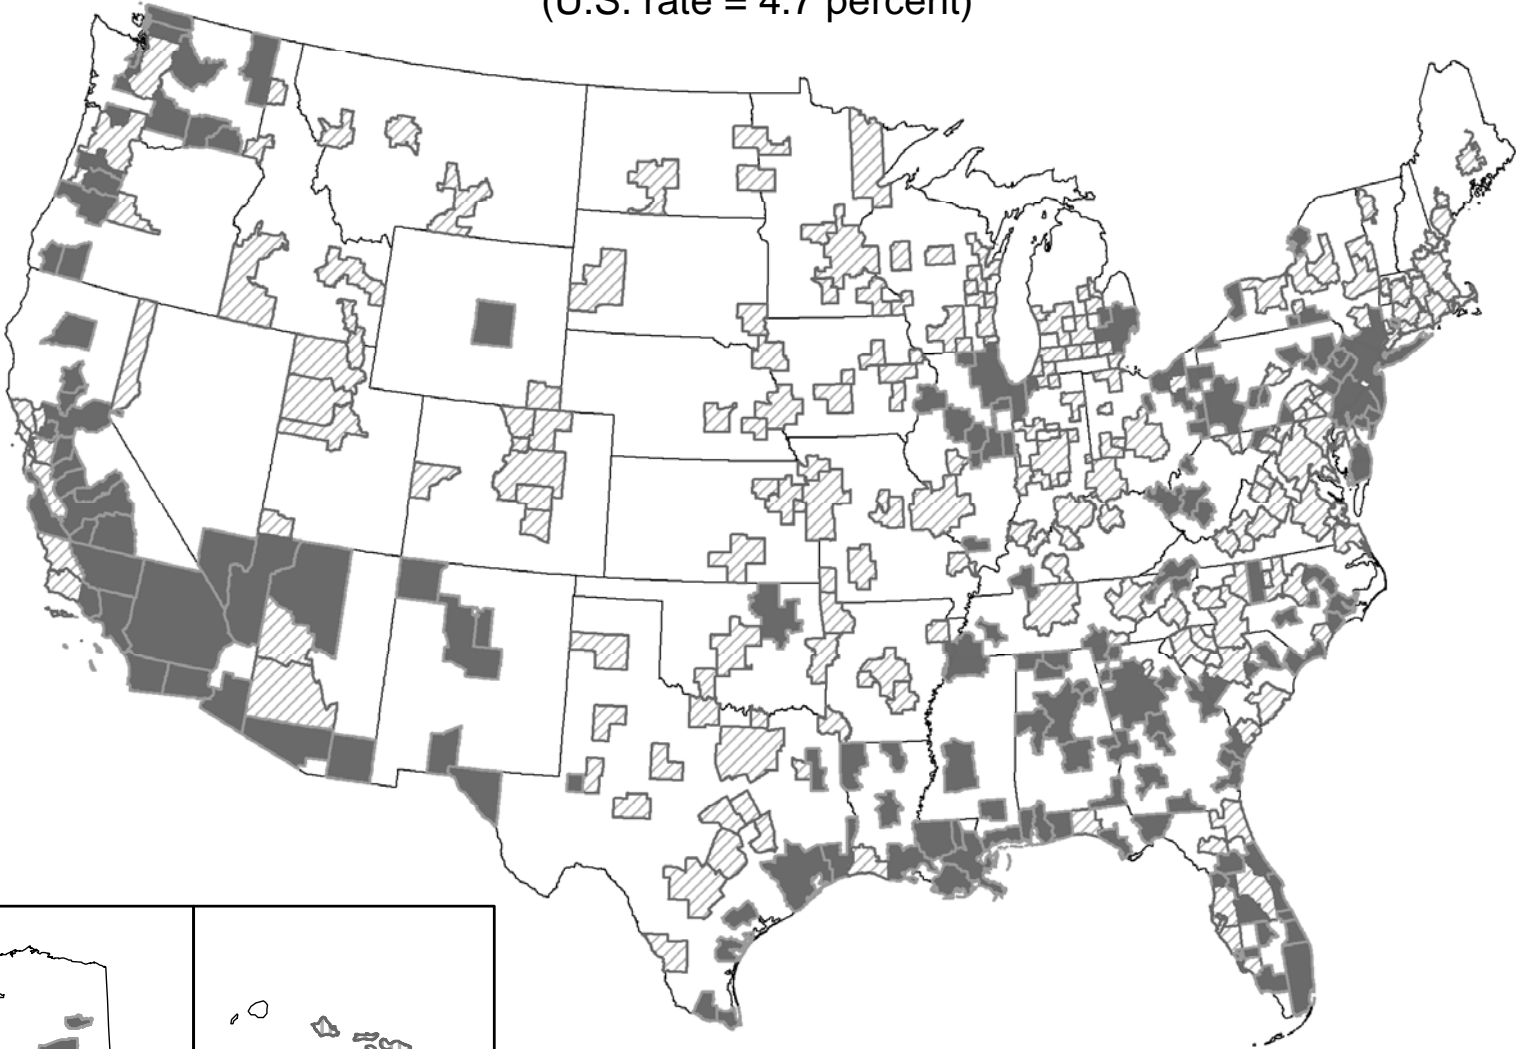 (U.S. rate = 4.7 percent)